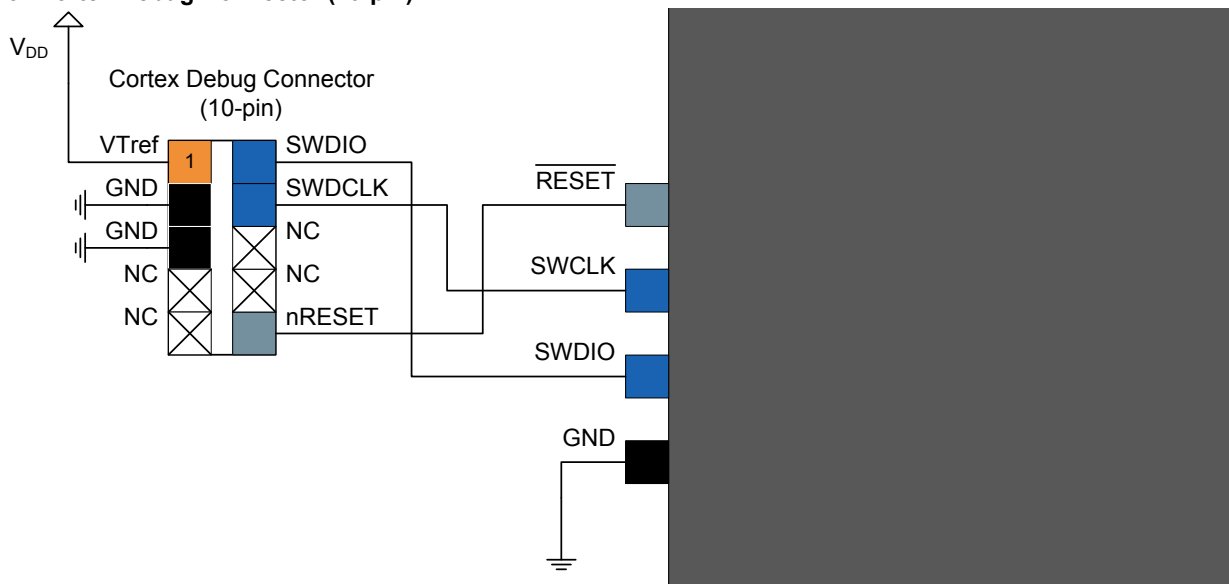 V_DD
Cortex Debug Connector
(10-pin)
VTref
1
SWDIO
GND
SWDCLK
GND
NC
NC
NC
NC
nRESET
RESET
SWCLK
SWDIO
GND